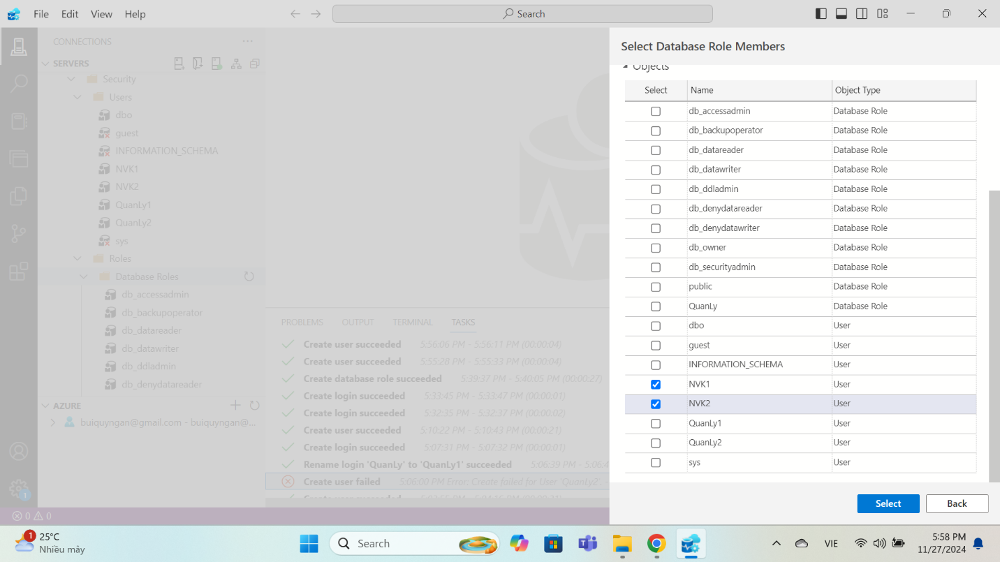 File Edit View Help
Search
CONNECTIONS
SERVERS
Security
Users
dbo
guest
INFORMATION_SCHEMA
NVK1
NVK2
QuanLy1
QuanLy2
sys
Roles
Database Roles
db_accessadmin
db_backupoperator
db_datareader
db_datawriter
db_ddladmin
db_denydatareader
AZURE
buiquyngan@gmail.com - buiquyngan@...
PROBLEMS OUTPUT TERMINAL TASKS
Create user succeeded 5:56:06 PM - 5:56:11 PM (00:00:04)
Create user succeeded 5:55:28 PM - 5:55:33 PM (00:00:04)
Create database role succeeded 5:39:37 PM - 5:40:05 PM (00:00:27)
Create login succeeded 5:33:45 PM - 5:33:47 PM (00:00:01)
Create login succeeded 5:32:35 PM - 5:32:37 PM (00:00:02)
Create user succeeded 5:10:22 PM - 5:10:43 PM (00:00:21)
Create login succeeded 5:07:31 PM - 5:07:32 PM (00:00:01)
Rename login 'QuanLy' to 'QuanLy1' succeeded 5:06:39 PM - 5:06:4
Create user failed 5:06:00 PM Error: Create failed for User 'QuanLy2'. -
Select Database Role Members
Objects
Select Name Object Type
db_accessadmin Database Role
db_backupoperator Database Role
db_datareader Database Role
db_datawriter Database Role
db_ddladmin Database Role
db_denydatareader Database Role
db_denydatawriter Database Role
db_owner Database Role
db_securityadmin Database Role
public Database Role
QuanLy Database Role
dbo User
guest User
INFORMATION_SCHEMA User
NVK1 User
NVK2 User
QuanLy1 User
QuanLy2 User
sys User
Select Back
1
0 0
1
25°C
Nhiều mây
Search
VIE
5:58 PM
11/27/2024